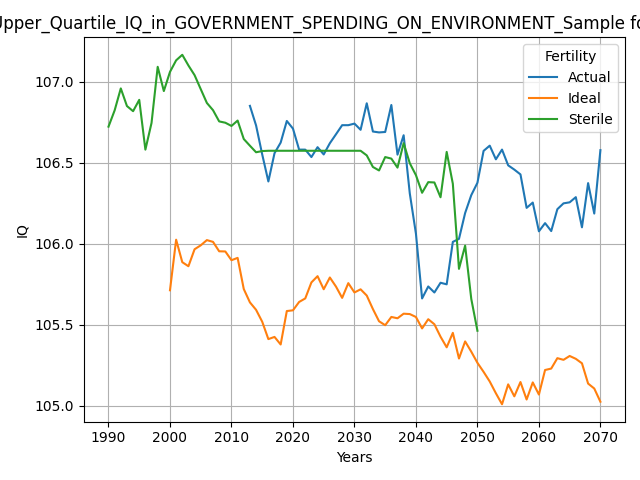 Upper_Quartile_IQ_in_GOVERNMENT_SPENDING_ON_ENVIRONMENT_Sample fo
Fertility
Actual
Ideal
Sterile
107.0
106.5
106.0
105.5
105.0
IQ
1990 2000 2010 2020 2030 2040 2050 2060 2070
Years